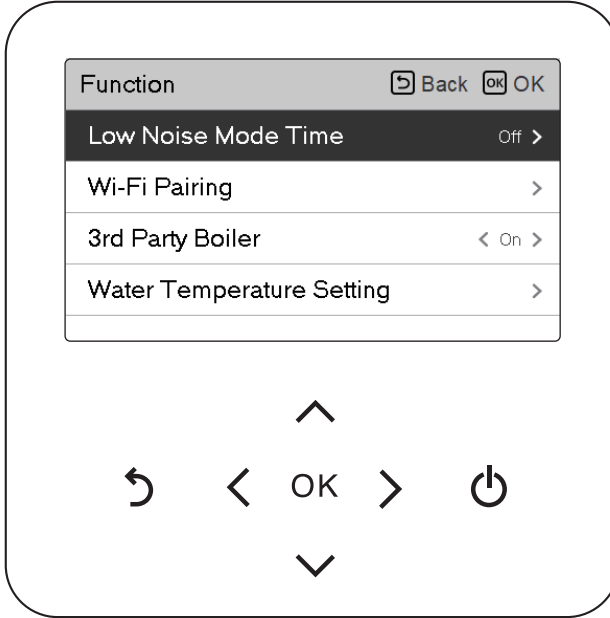 Function Back OK OK
Low Noise Mode Time Off >
Wi-Fi Pairing >
3rd Party Boiler < On >
Water Temperature Setting >
OK